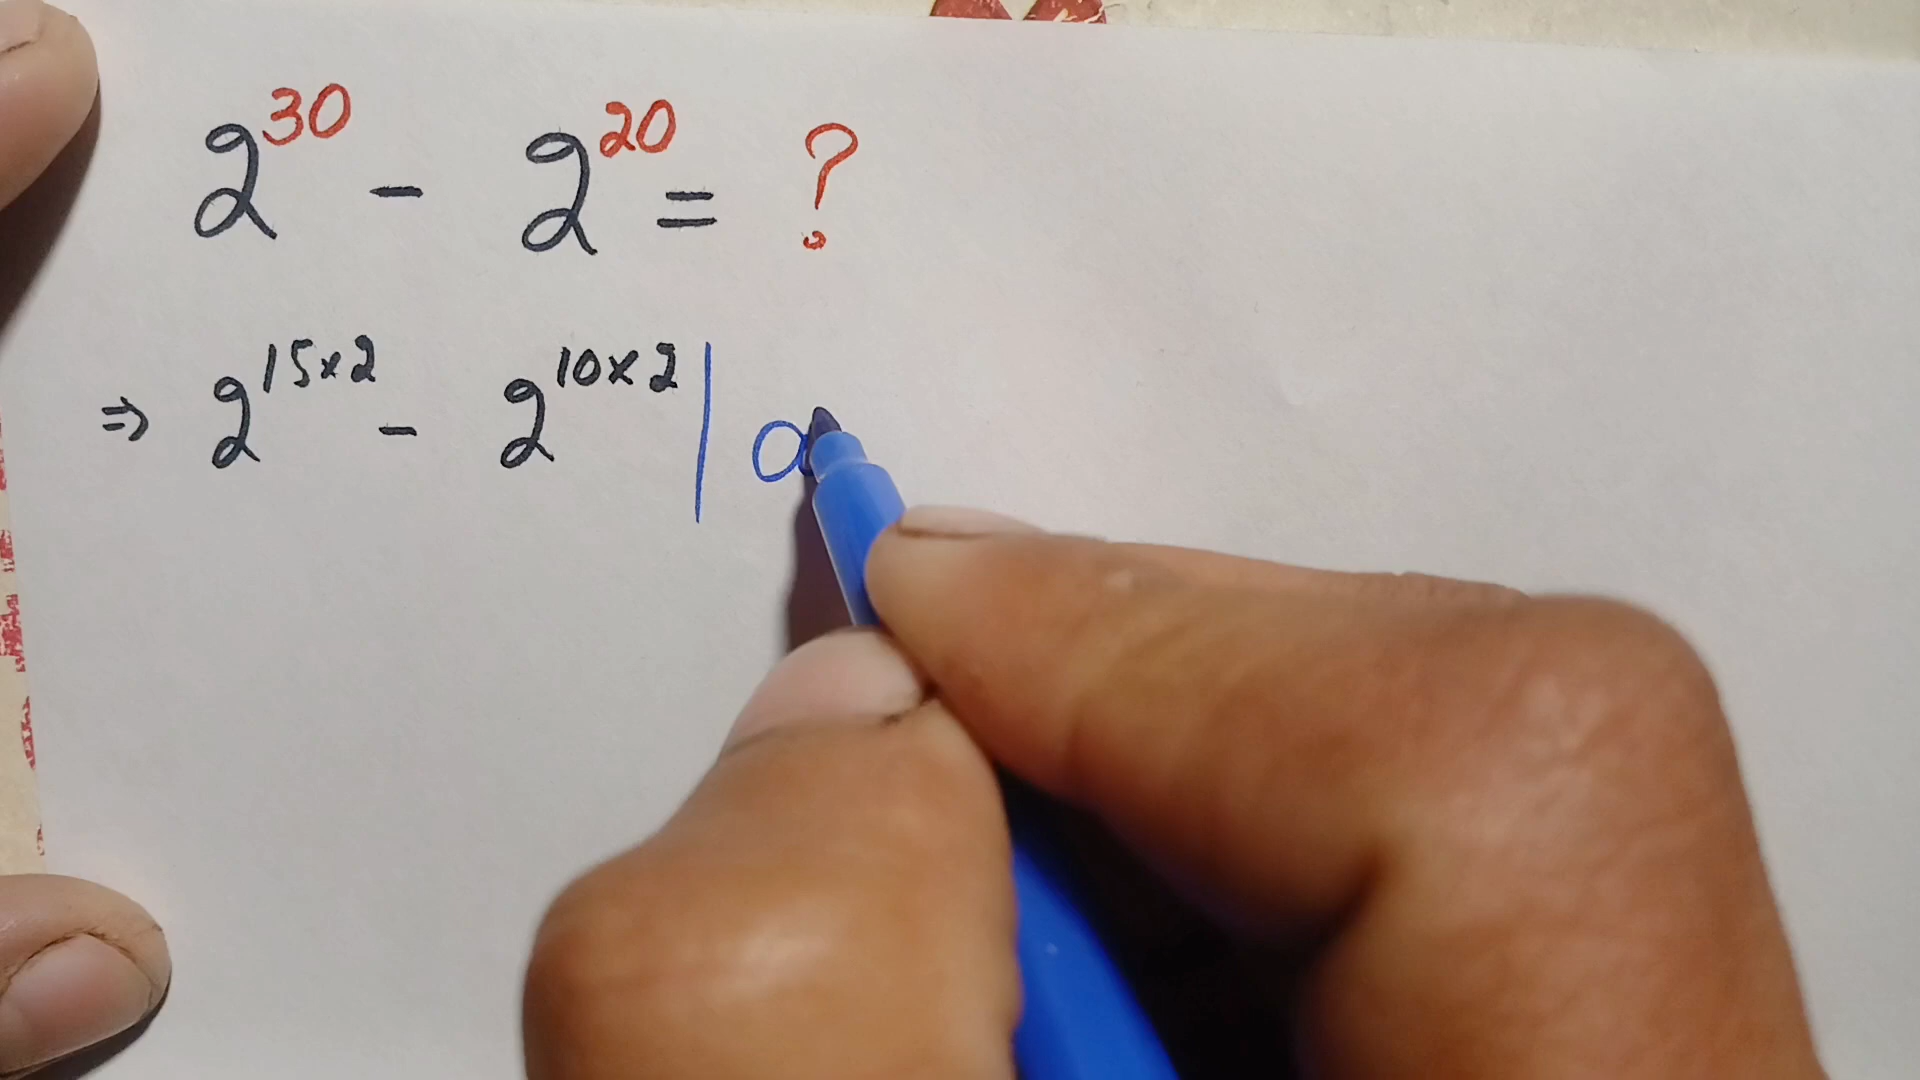 2^30 - 2^20 = ?
⇒ 2^15×2 - 2^10×2 | a